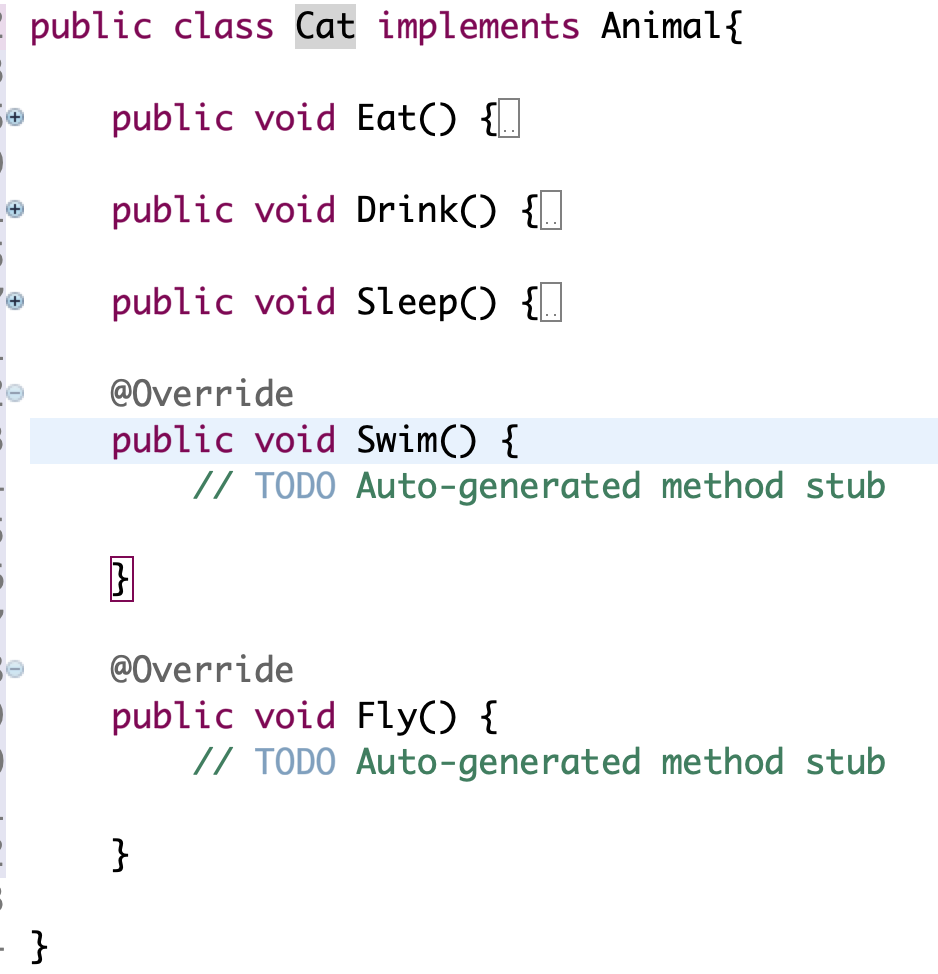 public class Cat implements Animal{
public void Eat() {..
public void Drink() {..
public void Sleep() {..
@Override
public void Swim() {
// TODO Auto-generated method stub
}
@Override
public void Fly() {
// TODO Auto-generated method stub
}
}